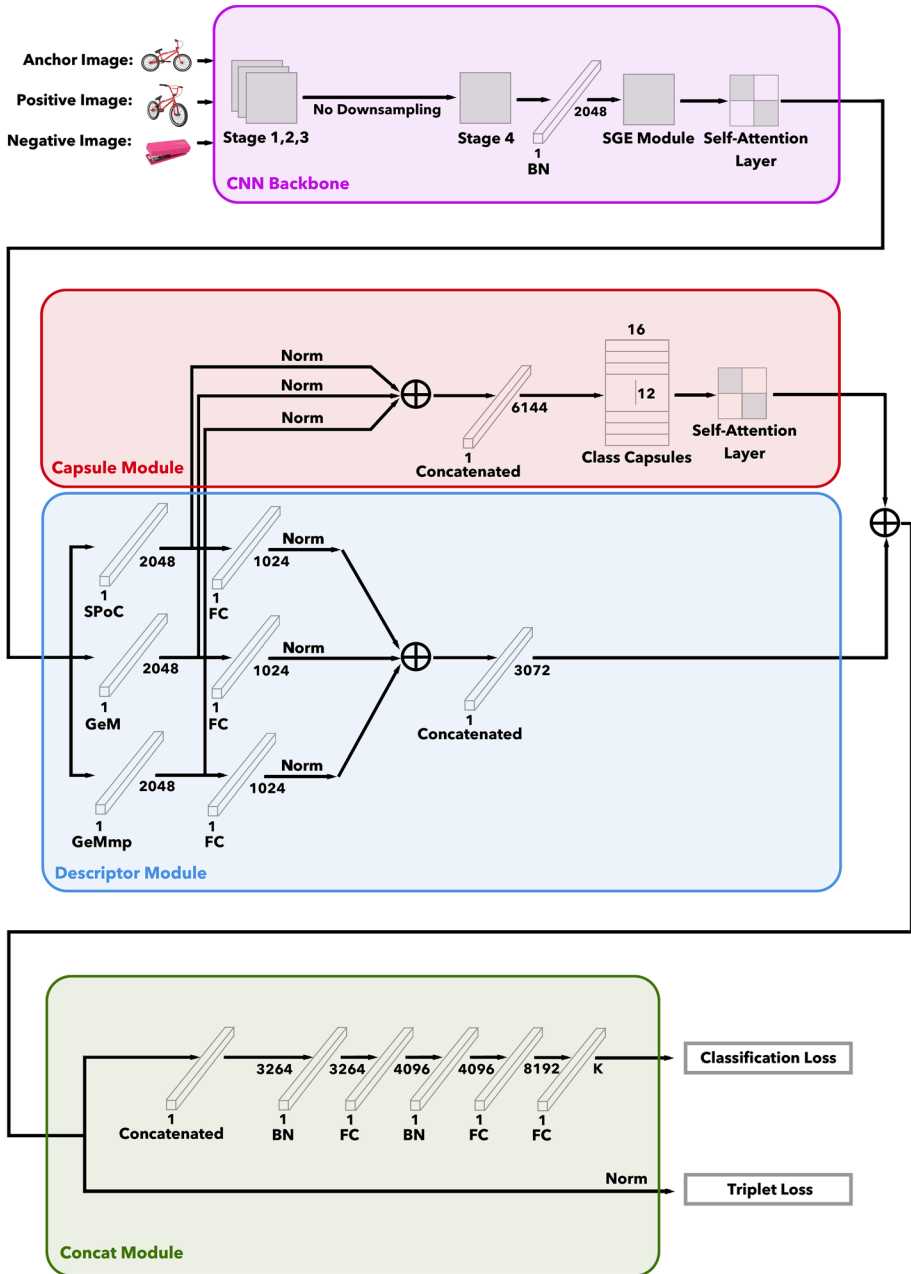 Anchor Image:
Positive Image:
Negative Image:
Stage 1,2,3
No Downsampling
Stage 4
1
BN
2048
SGE Module
Self-Attention
Layer
CNN Backbone
Norm
Norm
Norm
1
Concatenated
6144
16
12
Class Capsules
Self-Attention
Layer
Capsule Module
1
SPoC
2048
1
FC
1024
Norm
1
GeM
2048
1
FC
1024
Norm
1
GeMmp
2048
1
FC
1024
Norm
1
Concatenated
3072
Descriptor Module
1
Concatenated
3264
1
BN
3264
1
FC
4096
1
BN
4096
1
FC
8192
1
FC
K
Classification Loss
Norm
Triplet Loss
Concat Module